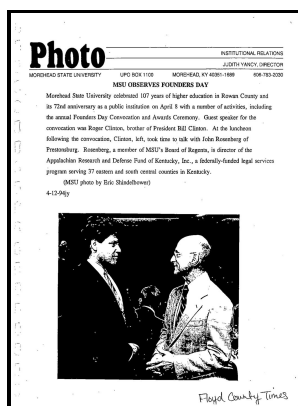 Photo
INSTITUTIONAL RELATIONS
JUDITH YANCY, DIRECTOR
MOREHEAD STATE UNIVERSITY UPO BOX 1100 MOREHEAD, KY 40351-1689 606-783-2030
MSU OBSERVES FOUNDERS DAY
Morehead State University celebrated 107 years of higher education in Rowan County and
its 72nd anniversary as a public institution on April 8 with a number of activities, including
the annual Founders Day Convocation and Awards Ceremony. Guest speaker for the
convocation was Roger Clinton, brother of President Bill Clinton. At the luncheon
following the convocation, Clinton, left, took time to talk with John Rosenberg of
Prestonsburg. Rosenberg, a member of MSU's Board of Regents, is director of the
Appalachian Research and Defense Fund of Kentucky, Inc., a federally-funded legal services
program serving 37 eastern and south central counties in Kentucky.
(MSU photo by Eric Shindelbower)
4-12-94jy
Floyd County Times